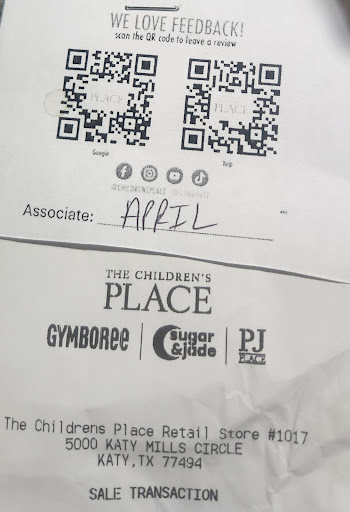 WE LOVE FEEDBACK!
scan the QR code to leave a review
PLACE PLACE
Google Yelp
@CHILDRENSPLACE
Associate: APRIL
THE CHILDREN'S
PLACE
GYMBOREE sugar PJ
&jade PLACE
The Childrens Place Retail Store #1017
5000 KATY MILLS CIRCLE
KATY,TX 77494
SALE TRANSACTION